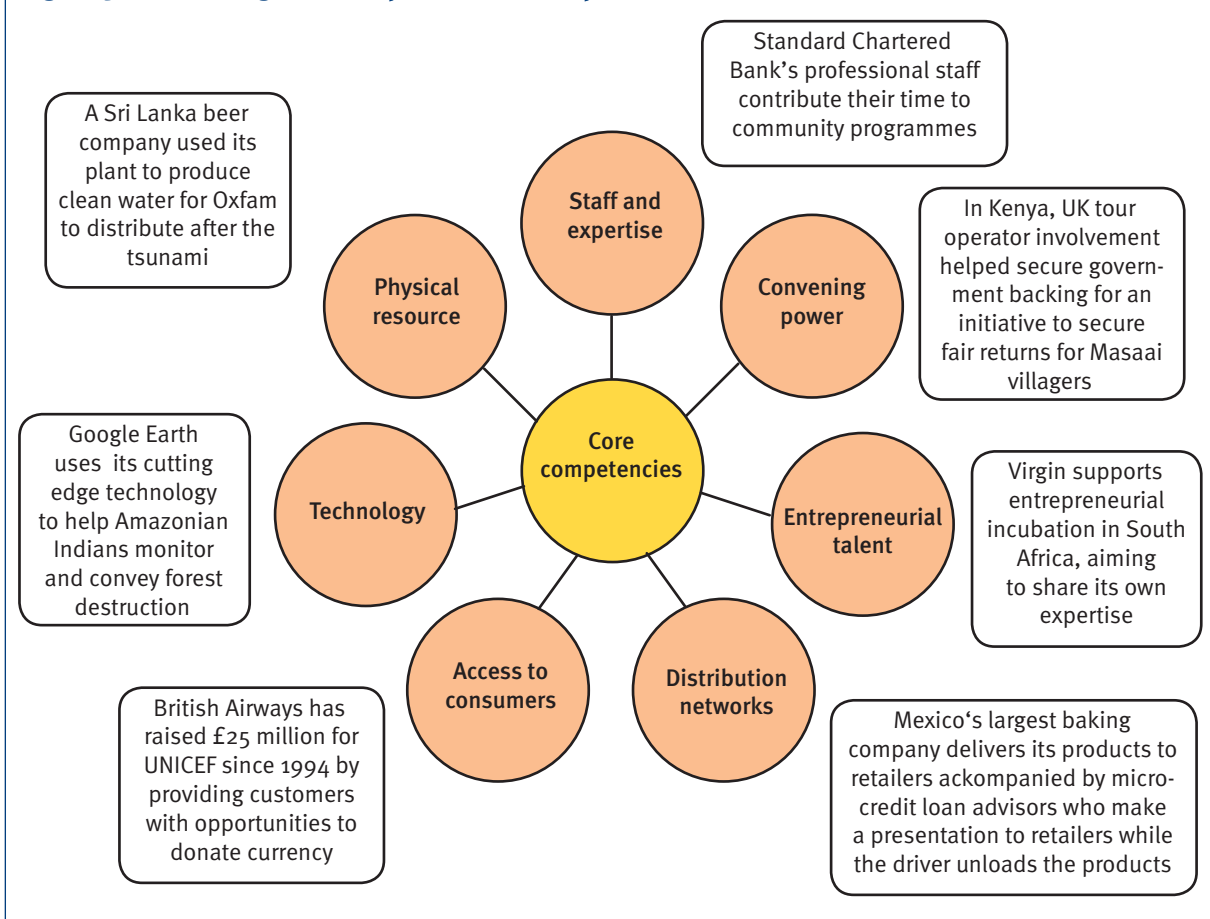 Standard Chartered
Bank’s professional staff
contribute their time to
community programmes
A Sri Lanka beer
company used its
plant to produce
clean water for Oxfam
to distribute after the
tsunami
Staff and
expertise
In Kenya, UK tour
operator involvement
helped secure govern-
ment backing for an
initiative to secure
fair returns for Masaai
villagers
Physical
resource
Convening
power
Core
competencies
Google Earth
uses its cutting
edge technology
to help Amazonian
Indians monitor
and convey forest
destruction
Technology
Entrepreneurial
talent
Virgin supports
entrepreneurial
incubation in South
Africa, aiming
to share its own
expertise
Access to
consumers
Distribution
networks
British Airways has
raised £25 million for
UNICEF since 1994 by
providing customers
with opportunities to
donate currency
Mexico‘s largest baking
company delivers its products to
retailers ackompanied by micro-
credit loan advisors who make
a presentation to retailers while
the driver unloads the products